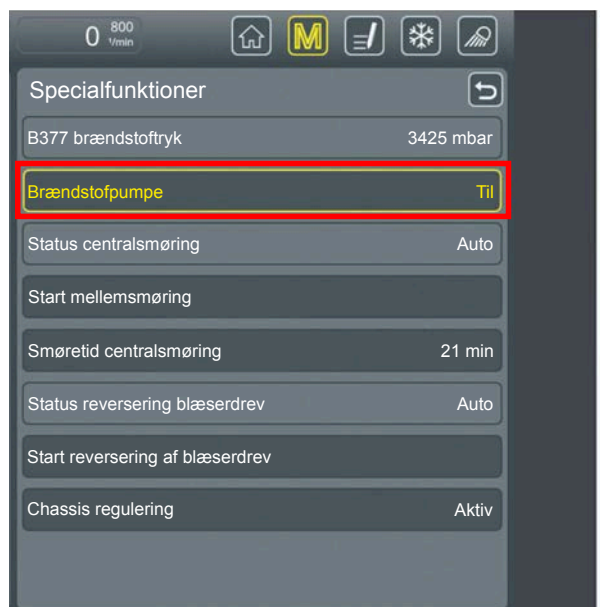 0 800
1/min
M
Specialfunktioner
B377 brændstoftryk 3425 mbar
Brændstofpumpe Til
Status centralsmøring Auto
Start mellemsmøring
Smøretid centralsmøring 21 min
Status reversering blæserdrev Auto
Start reversering af blæserdrev
Chassis regulering Aktiv